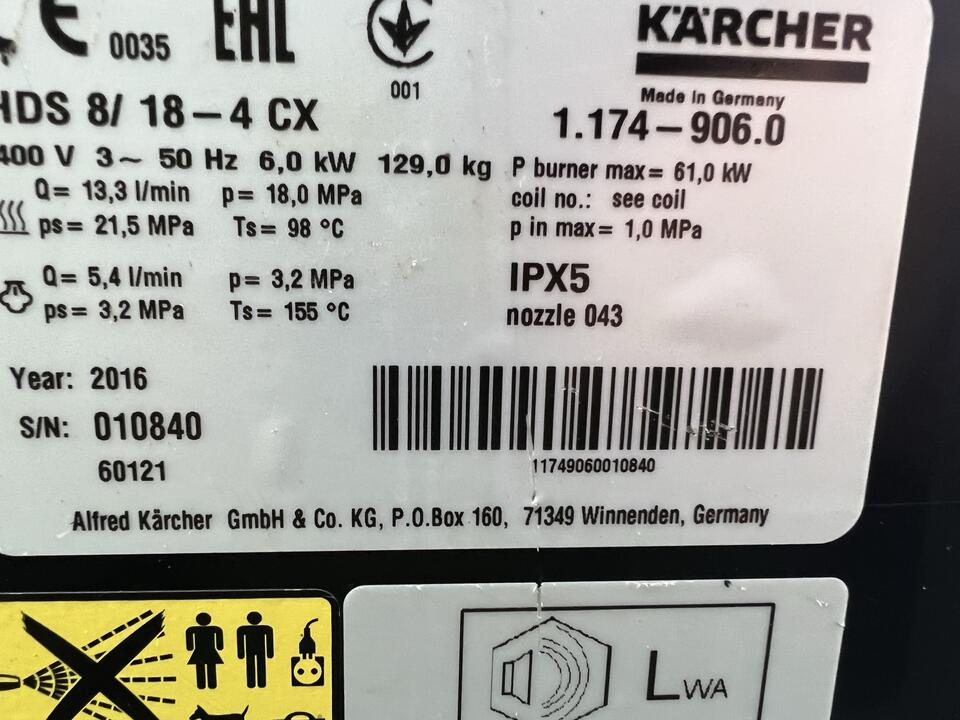 CE 0035 EAC 001 KÄRCHER
Made in Germany
HDS 8/ 18-4 CX 1.174-906.0
400 V 3~ 50 Hz 6,0 kW 129,0 kg P burner max= 61,0 kW
Q= 13,3 l/min p= 18,0 MPa coil no.: see coil
ps= 21,5 MPa Ts= 98 °C p in max= 1,0 MPa
Q= 5,4 l/min p= 3,2 MPa IPX5
ps= 3,2 MPa Ts= 155 °C nozzle 043
Year: 2016
S/N: 010840
60121 11749060010840
Alfred Kärcher GmbH & Co. KG, P.O.Box 160, 71349 Winnenden, Germany
LWA